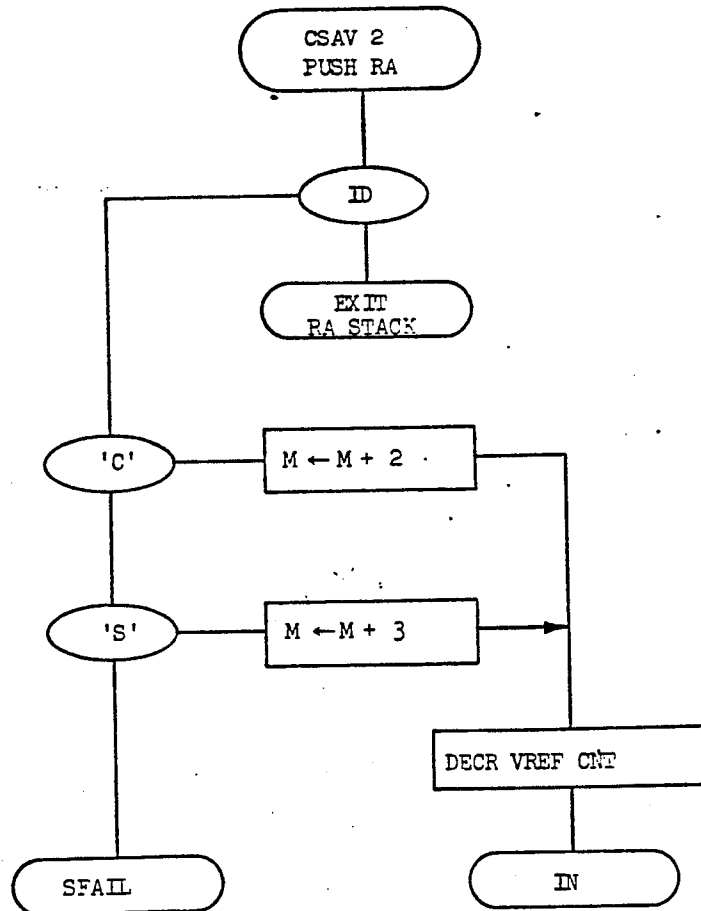 CSAV 2
PUSH RA
ID
EXIT
RA STACK
'C'
M ← M + 2
'S'
M ← M + 3
DECR VREF CNT
SFAIL
IN